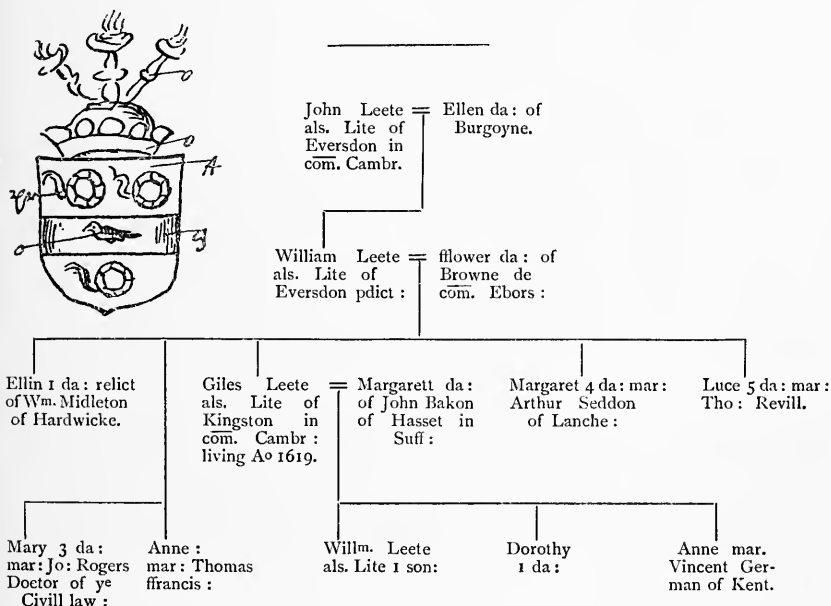 John Leete = Ellen da : of
als. Lite of Burgoyne.
Eversdon in
com. Cambr.
William Leete = fflower da : of
als. Lite of Browne de
Eversdon pdict : com. Ebors :
Ellin 1 da : relict
of Wm. Midleton
of Hardwicke.
Giles Leete = Margarett da :
als. Lite of of John Bakon
Kingston in of Hasset in
com. Cambr : Suff :
living Ao 1619.
Margaret 4 da : mar :
Arthur Seddon
of Lanche :
Luce 5 da : mar :
Tho : Revill.
Mary 3 da :
mar : Jo : Rogers
Doetor of ye
Civill law :
Anne :
mar : Thomas
ffrancis :
Willm. Leete
als. Lite 1 son:
Dorothy
1 da:
Anne mar.
Vincent Ger-
man of Kent.
o
o
A
g
o